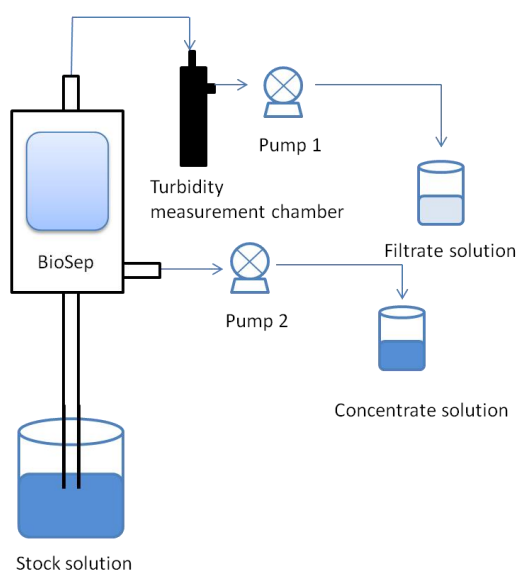 Pump 1
Turbidity
measurement chamber
Filtrate solution
BioSep
Pump 2
Concentrate solution
Stock solution